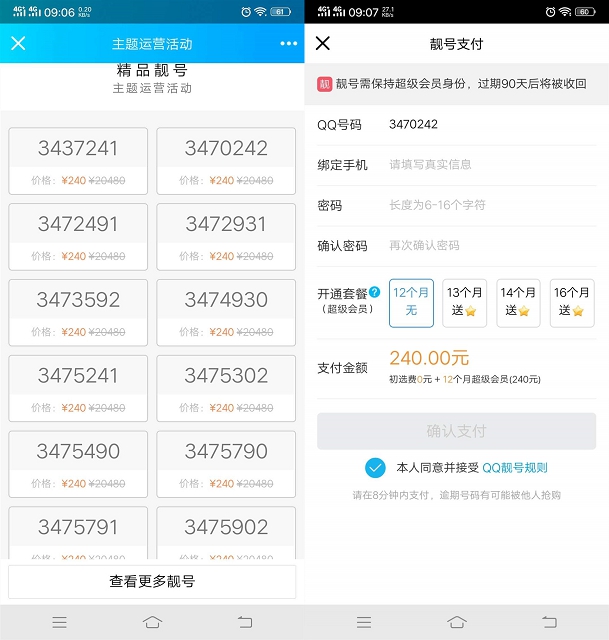 4G 4G 09:06 0.20 KB/s 61
主题运营活动
精品靓号
主题运营活动
3437241 3470242
价格：¥240 ¥20480 价格：¥240 ¥20480
3472491 3472931
价格：¥240 ¥20480 价格：¥240 ¥20480
3473592 3474930
价格：¥240 ¥20480 价格：¥240 ¥20480
3475241 3475302
价格：¥240 ¥20480 价格：¥240 ¥20480
3475490 3475790
价格：¥240 ¥20480 价格：¥240 ¥20480
3475791 3475902
价格：¥240 ¥20480 价格：¥240 ¥20480
查看更多靓号
4G 4G 09:07 27.1 KB/s 60
靓号支付
靓 靓号需保持超级会员身份，过期90天后将被收回
QQ号码 3470242
绑定手机 请填写真实信息
密码 长度为6-16个字符
确认密码 再次确认密码
开通套餐 ? 12个月 13个月 14个月 16个月
（超级会员） 无 送 送 送
支付金额 240.00元
初选费0元 + 12个月超级会员(240元)
确认支付
本人同意并接受 QQ靓号规则
请在8分钟内支付，逾期号码有可能被他人抢购